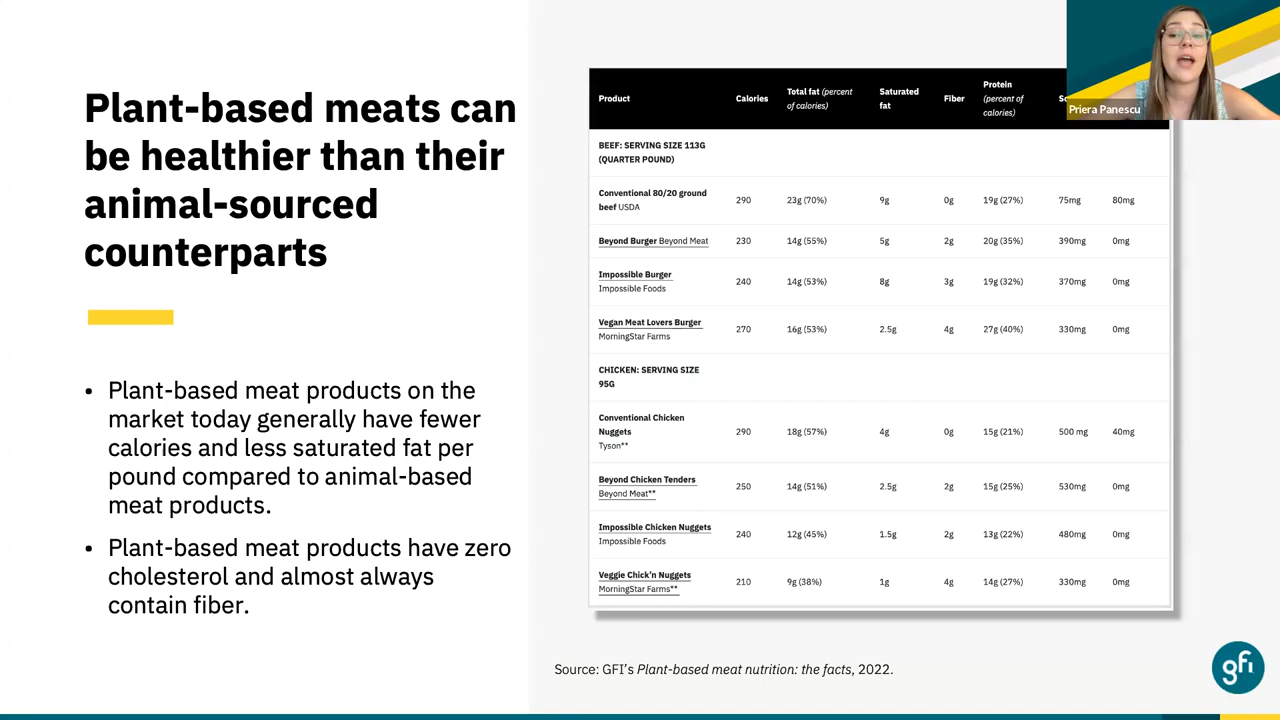 Plant-based meats can
be healthier than their
animal-sourced
counterparts
• Plant-based meat products on the
market today generally have fewer
calories and less saturated fat per
pound compared to animal-based
meat products.
• Plant-based meat products have zero
cholesterol and almost always
contain fiber.
Product Calories Total fat (percent of calories) Saturated fat Fiber Protein (percent of calories)
BEEF: SERVING SIZE 113G
(QUARTER POUND)
Conventional 80/20 ground
beef USDA 290 23g (70%) 9g 0g 19g (27%) 75mg 80mg
Beyond Burger Beyond Meat 230 14g (55%) 5g 2g 20g (35%) 390mg 0mg
Impossible Burger
Impossible Foods 240 14g (53%) 8g 3g 19g (32%) 370mg 0mg
Vegan Meat Lovers Burger
MorningStar Farms 270 16g (53%) 2.5g 4g 27g (40%) 330mg 0mg
CHICKEN: SERVING SIZE
95G
Conventional Chicken
Nuggets
Tyson** 290 18g (57%) 4g 0g 15g (21%) 500 mg 40mg
Beyond Chicken Tenders
Beyond Meat** 250 14g (51%) 2.5g 2g 15g (25%) 530mg 0mg
Impossible Chicken Nuggets
Impossible Foods 240 12g (45%) 1.5g 2g 13g (22%) 480mg 0mg
Veggie Chick'n Nuggets
MorningStar Farms** 210 9g (38%) 1g 4g 14g (27%) 330mg 0mg
Priera Panescu
Source: GFI's Plant-based meat nutrition: the facts, 2022.
gfi